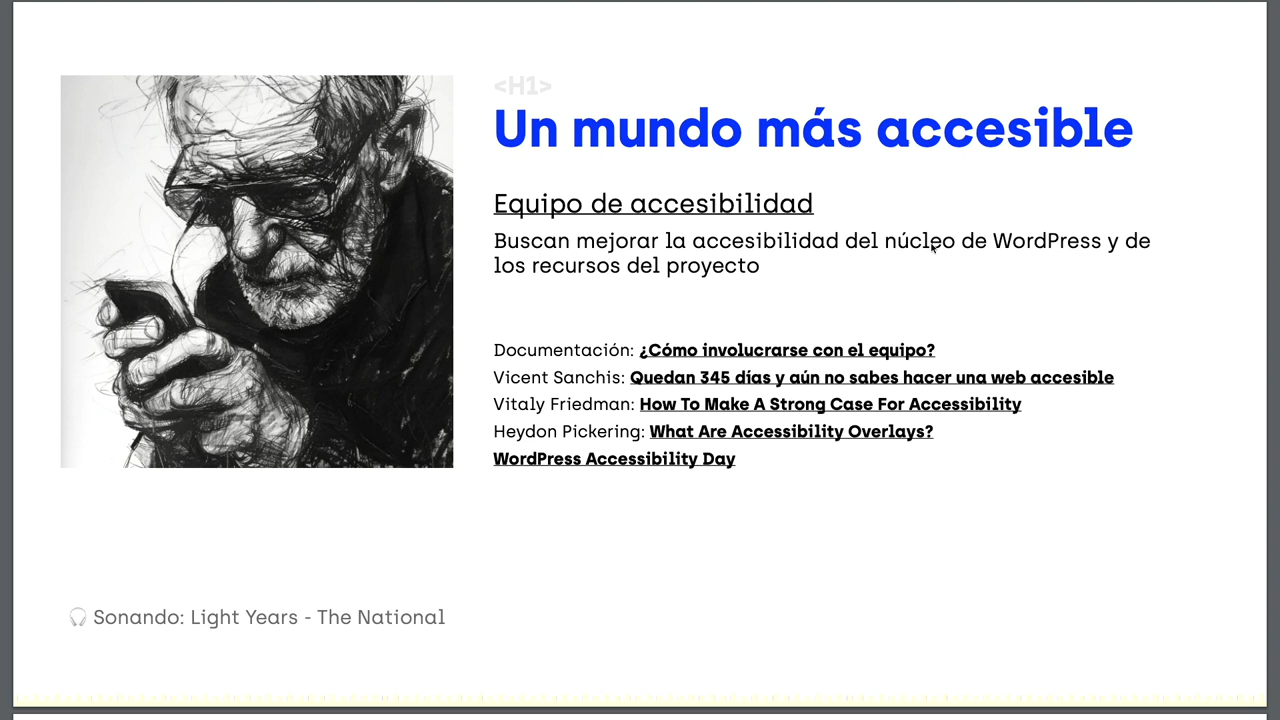 <H1>
Un mundo más accesible
Equipo de accesibilidad
Buscan mejorar la accesibilidad del núcleo de WordPress y de
los recursos del proyecto
Documentación: ¿Cómo involucrarse con el equipo?
Vicent Sanchis: Quedan 345 días y aún no sabes hacer una web accesible
Vitaly Friedman: How To Make A Strong Case For Accessibility
Heydon Pickering: What Are Accessibility Overlays?
WordPress Accessibility Day
🎧 Sonando: Light Years - The National